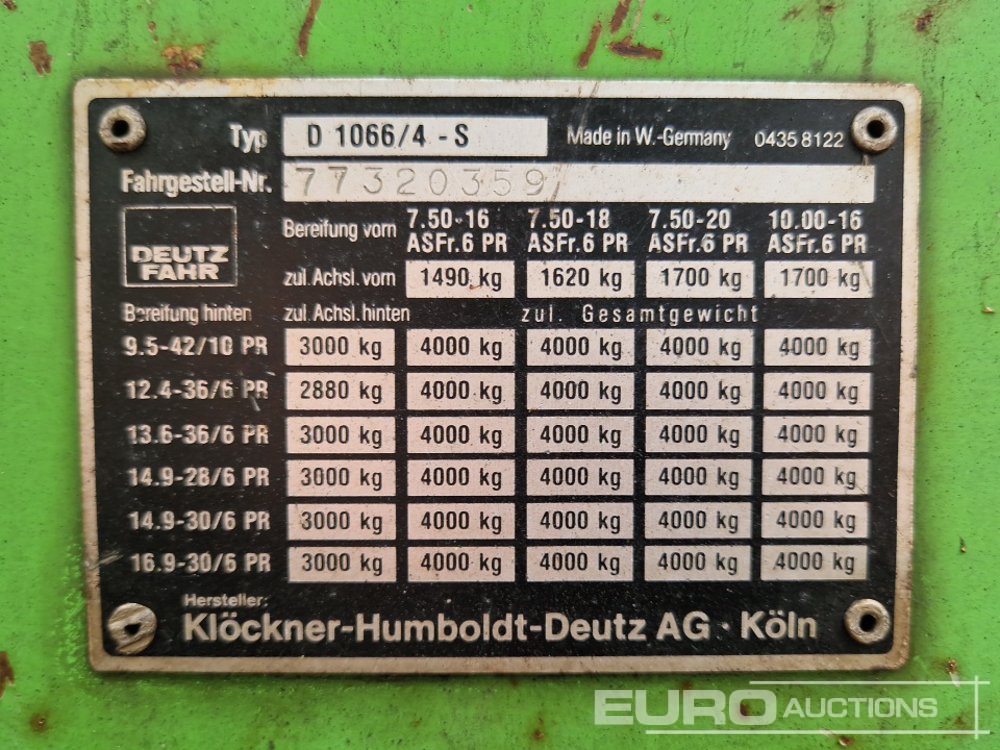 Typ D 1066/4 - S Made in W.-Germany 0435 8122
Fahrgestell-Nr. 77320359
DEUTZ
FAHR
Bereifung vorn 7.50-16 7.50-18 7.50-20 10.00-16
ASFr.6 PR ASFr.6 PR ASFr.6 PR ASFr.6 PR
zul. Achsl. vorn 1490 kg 1620 kg 1700 kg 1700 kg
Bereifung hinten zul. Achsl. hinten zul. Gesamtgewicht
9.5-42/10 PR 3000 kg 4000 kg 4000 kg 4000 kg 4000 kg
12.4-36/6 PR 2880 kg 4000 kg 4000 kg 4000 kg 4000 kg
13.6-36/6 PR 3000 kg 4000 kg 4000 kg 4000 kg 4000 kg
14.9-28/6 PR 3000 kg 4000 kg 4000 kg 4000 kg 4000 kg
14.9-30/6 PR 3000 kg 4000 kg 4000 kg 4000 kg 4000 kg
16.9-30/6 PR 3000 kg 4000 kg 4000 kg 4000 kg 4000 kg
Hersteller:
Klöckner-Humboldt-Deutz AG · Köln
EURO AUCTIONS